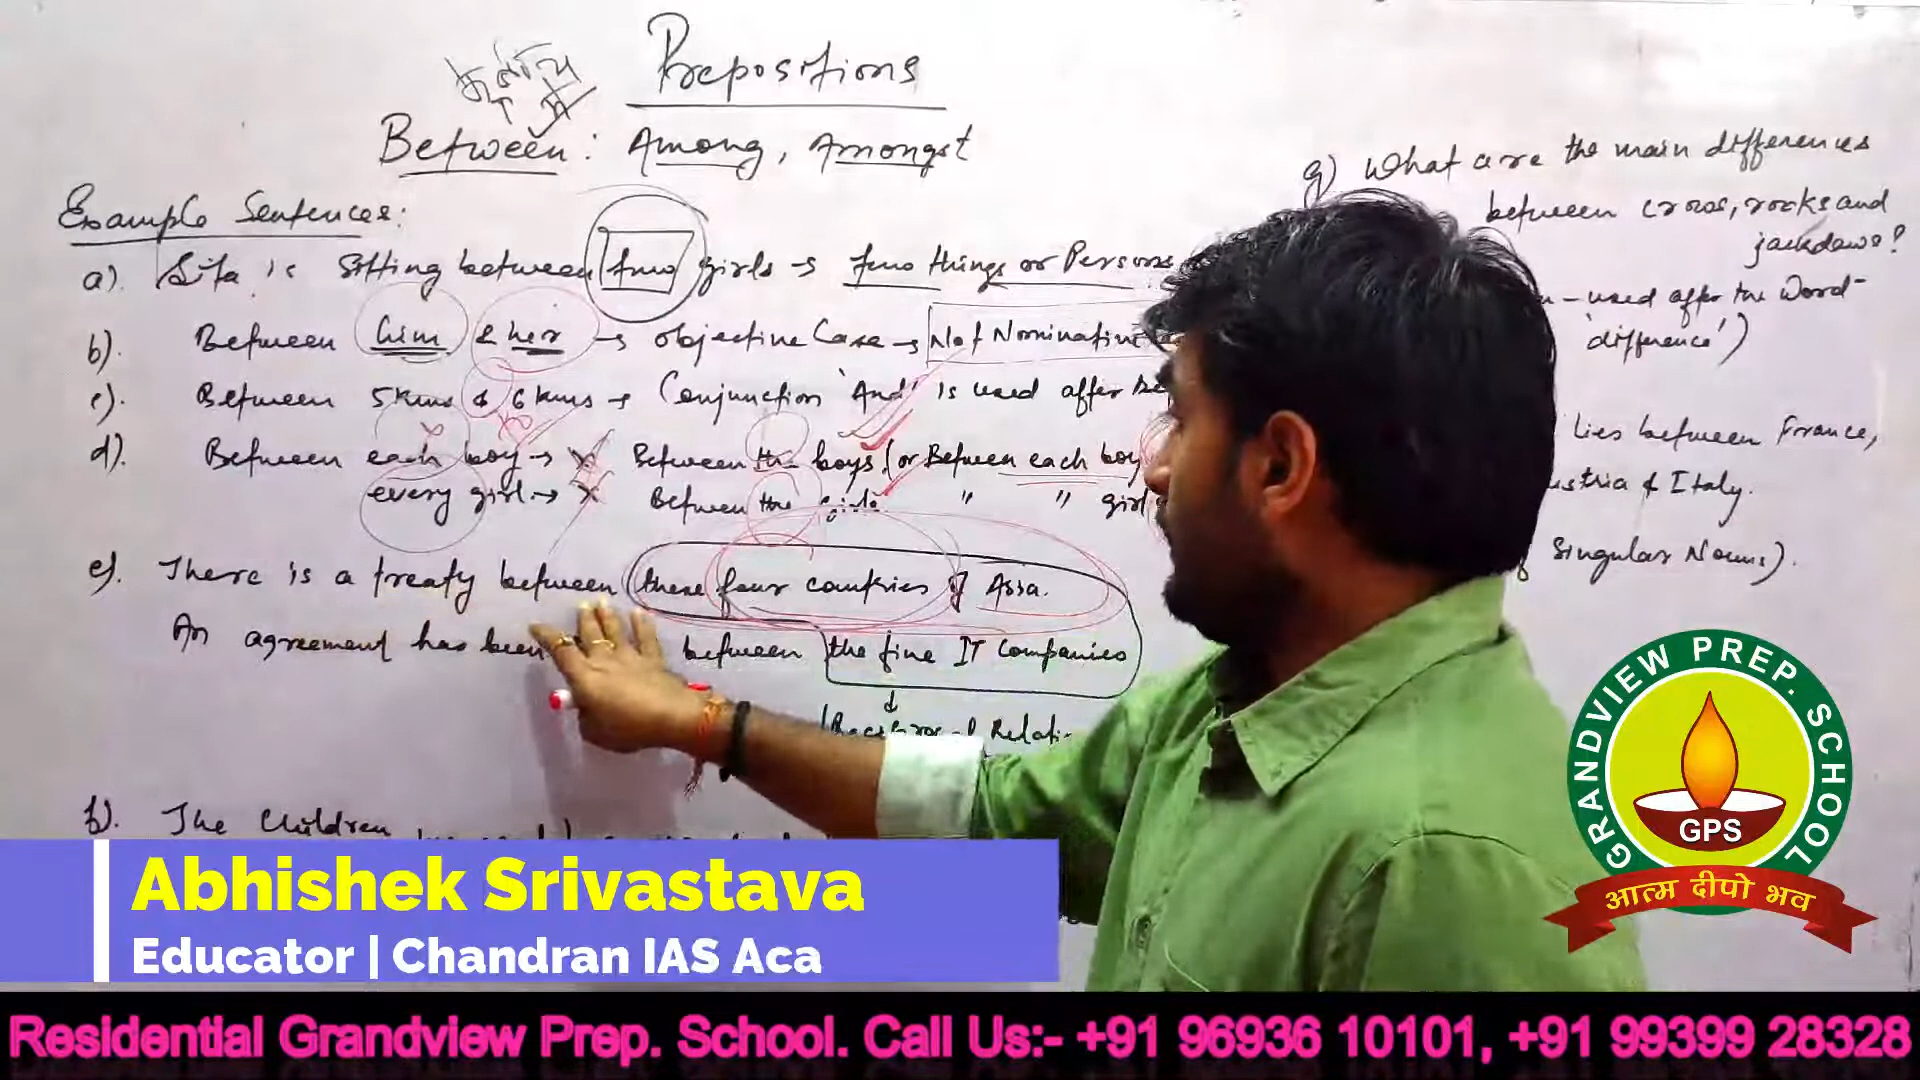 Prepositions
Between: Among, Amongst
Example Sentences:
a). Sita is sitting between two girls → two things or Persons
b). Between him & her → objective Case → Not Nominative
c). Between 5 kms & 6 kms → Conjunction 'And' is used after
d). Between each boy → × Between the boys (or Between each boy
every girl → × Between the girls " " girl
e). There is a treaty between these four countries of Asia.
An agreement has been between the five IT Companies
Relati
f). The Children
g) What are the main differences
between crows, rooks and
jackdaws?
used after the Word-
'difference')
lies between France,
& Italy.
Singular Nouns).
GRANDVIEW PREP. SCHOOL
GPS
आत्म दीपो भव
Abhishek Srivastava
Educator | Chandran IAS Aca
Residential Grandview Prep. School. Call Us:- +91 96936 10101, +91 99399 28328